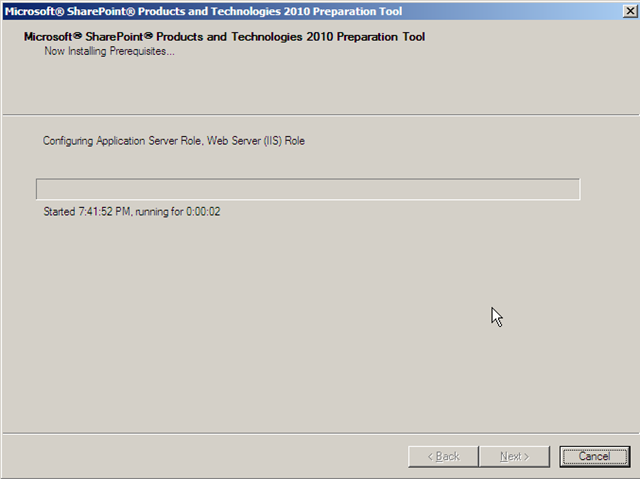 Microsoft® SharePoint® Products and Technologies 2010 Preparation Tool
Microsoft® SharePoint® Products and Technologies 2010 Preparation Tool
Now Installing Prerequisites...
Configuring Application Server Role, Web Server (IIS) Role
Started 7:41:52 PM, running for 0:00:02
< Back Next > Cancel